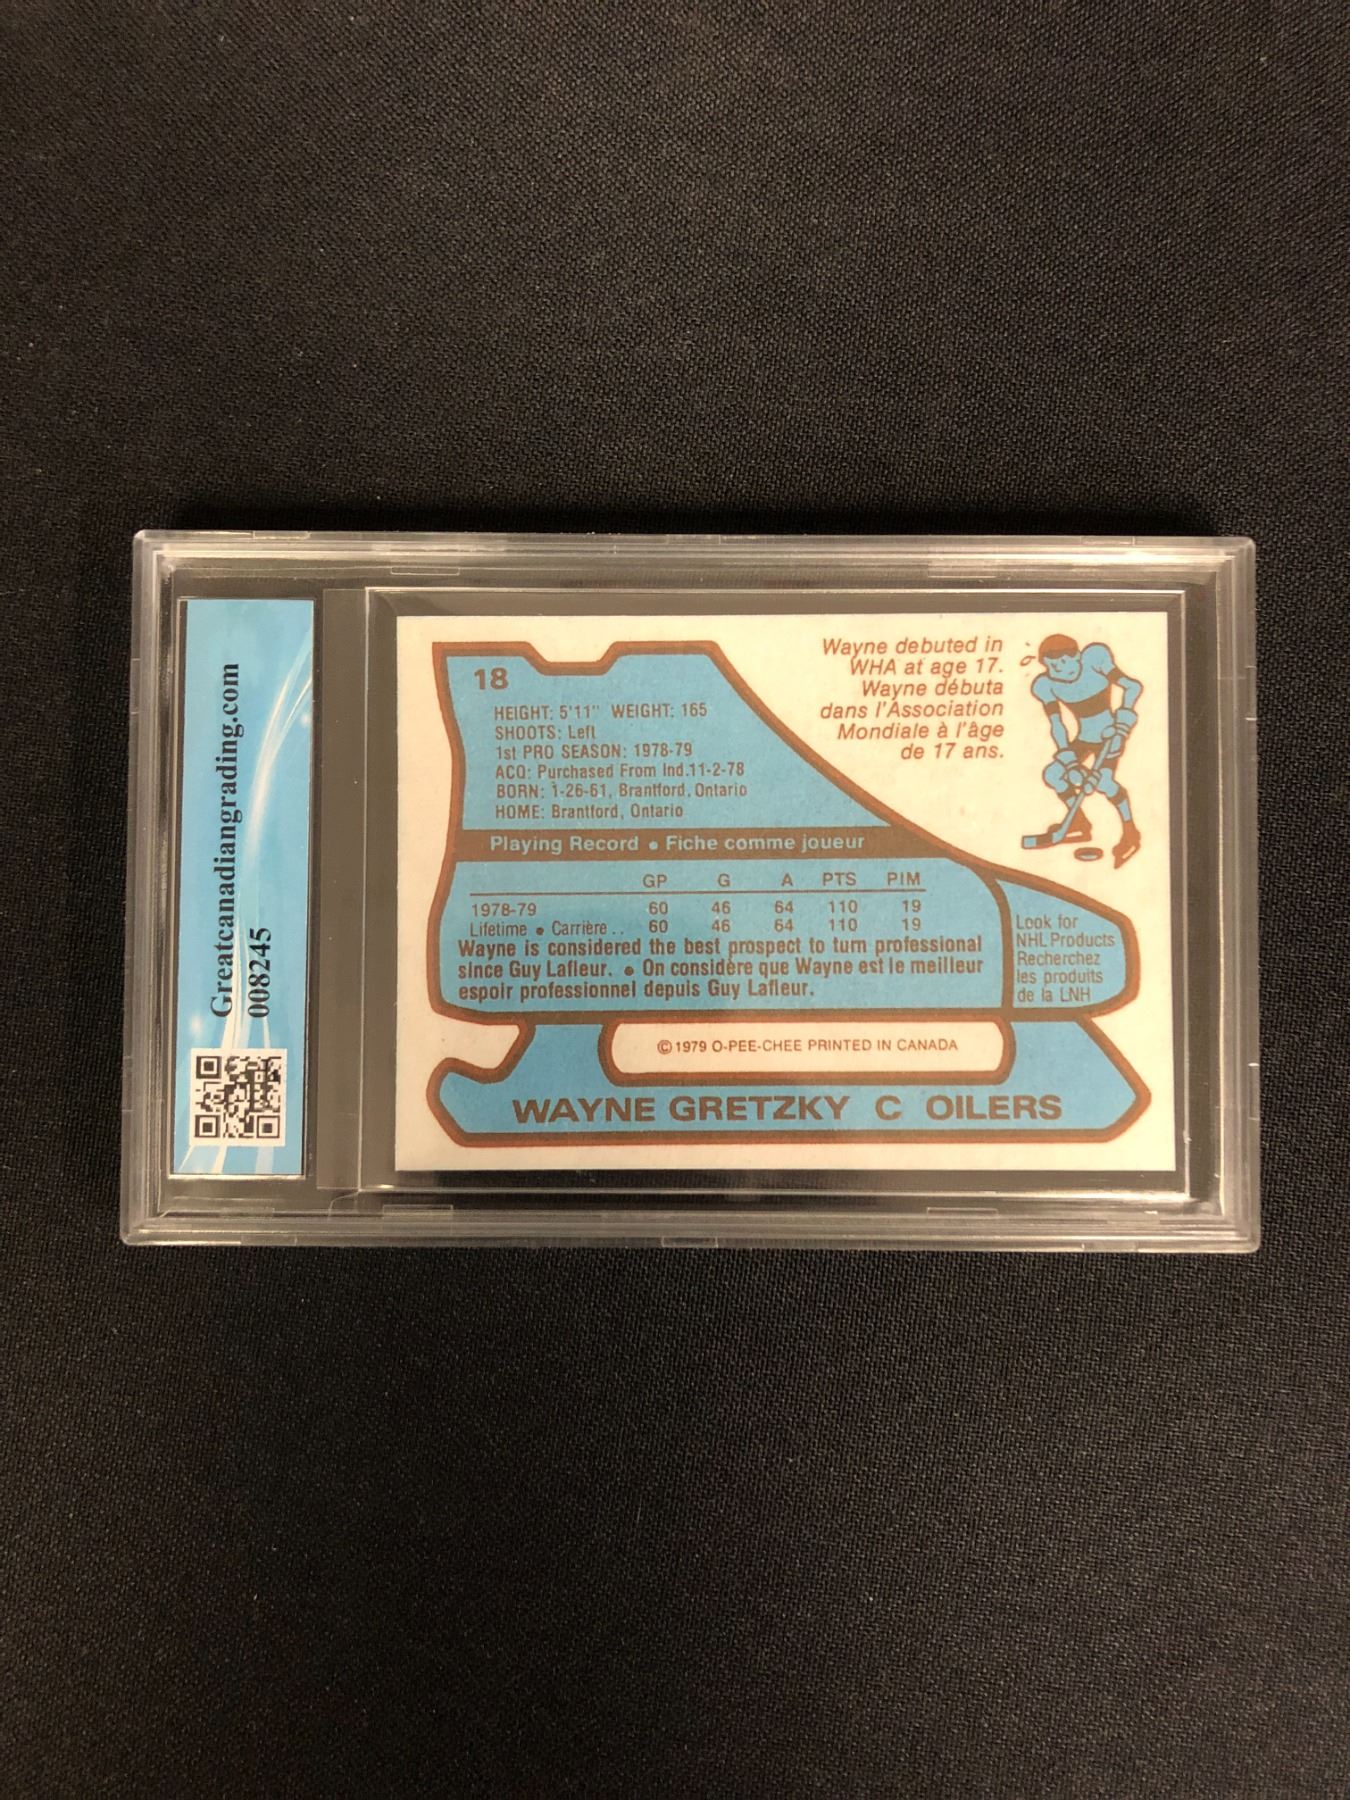 Greatcanadiangrading.com
008245
18
HEIGHT: 5'11" WEIGHT: 165
SHOOTS: Left
1st PRO SEASON: 1978-79
ACQ: Purchased From Ind.11-2-78
BORN: 1-26-61, Brantford, Ontario
HOME: Brantford, Ontario
Wayne debuted in
WHA at age 17.
Wayne débuta
dans l'Association
Mondiale à l'âge
de 17 ans.
Playing Record • Fiche comme joueur
GP G A PTS PIM
1978-79 60 46 64 110 19
Lifetime • Carrière .. 60 46 64 110 19
Wayne is considered the best prospect to turn professional
since Guy Lafleur. • On considère que Wayne est le meilleur
espoir professionnel depuis Guy Lafleur.
Look for
NHL Products
Recherchez
les produits
de la LNH
© 1979 O-PEE-CHEE PRINTED IN CANADA
WAYNE GRETZKY C OILERS